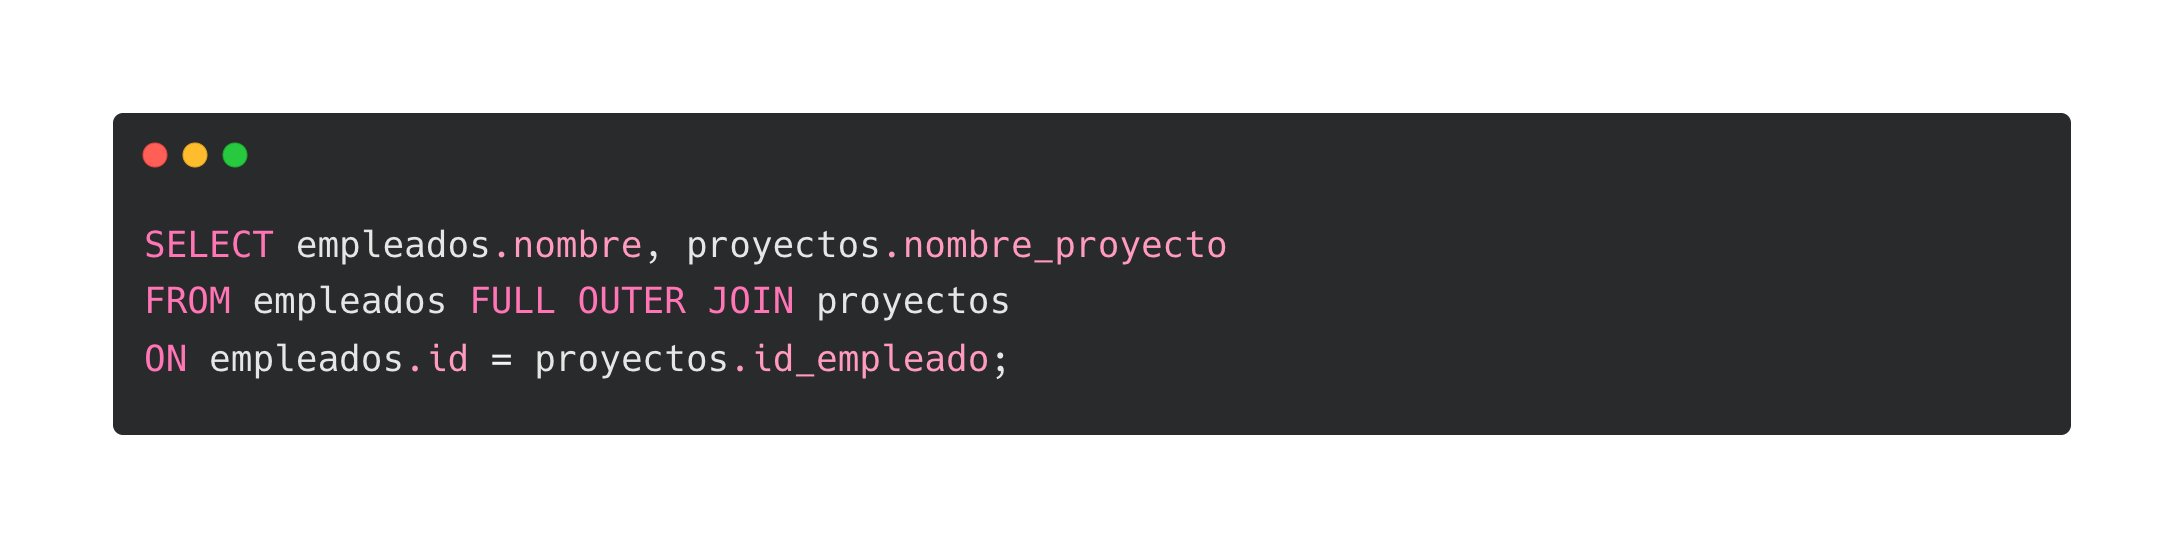 SELECT empleados.nombre, proyectos.nombre_proyecto
FROM empleados FULL OUTER JOIN proyectos
ON empleados.id = proyectos.id_empleado;